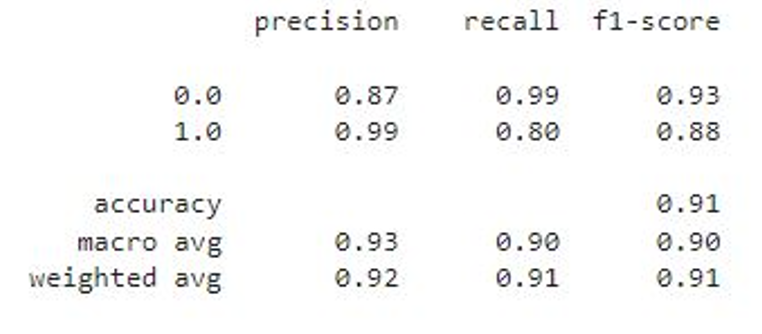 precision recall f1-score
0.0 0.87 0.99 0.93
1.0 0.99 0.80 0.88
accuracy 0.91
macro avg 0.93 0.90 0.90
weighted avg 0.92 0.91 0.91